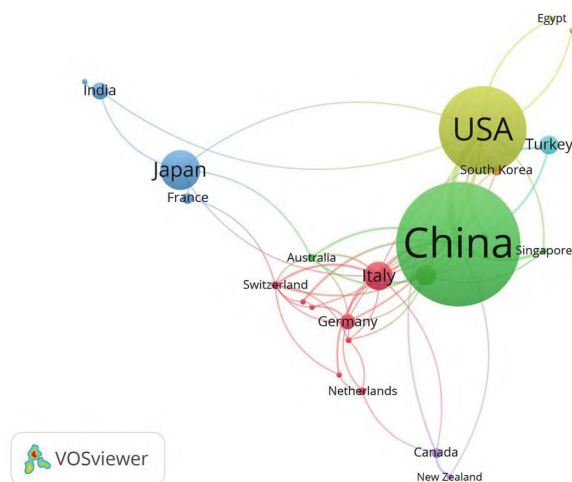 Egypt
India
USA
Turkey
Japan
South Korea
France
China
Singapore
Australia
Italy
Switzerland
Germany
Netherlands
Canada
VOSviewer
New Zealand